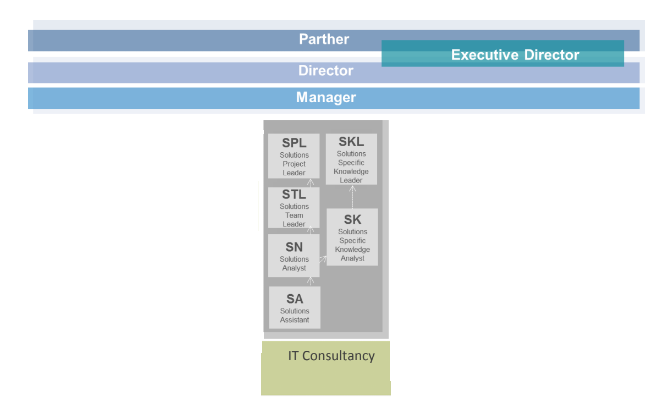 Parther
Executive Director
Director
Manager
SPL
Solutions
Project
Leader
SKL
Solutions
Specific
Knowledge
Leader
STL
Solutions
Team
Leader
SK
Solutions
Specific
Knowledge
Analyst
SN
Solutions
Analyst
SA
Solutions
Assistant
IT Consultancy